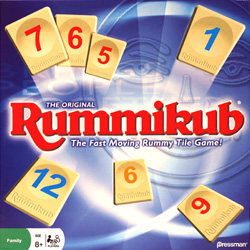 7 6 5
1
THE ORIGINAL
Rummikub
The Fast Moving Rummy Tile Game!
12
6
9
Family
AGE
8+
Pressman